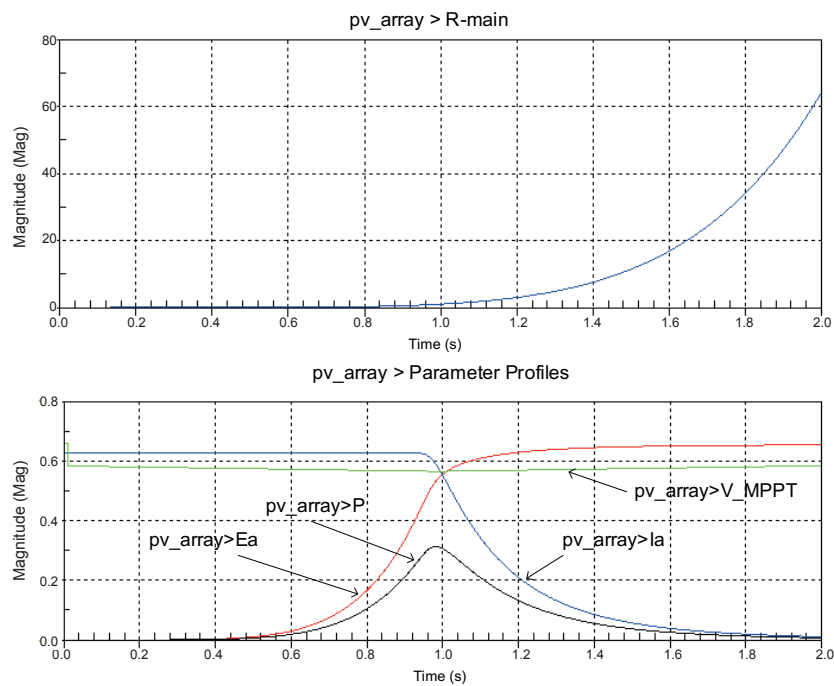 pv_array > R-main
Magnitude (Mag)
80
60
40
20
0
0.0 0.2 0.4 0.6 0.8 1.0 1.2 1.4 1.6 1.8 2.0
Time (s)
pv_array > Parameter Profiles
Magnitude (Mag)
0.8
0.6
0.4
0.2
0.0
pv_array>V_MPPT
pv_array>P
pv_array>Ea
pv_array>Ia
0.0 0.2 0.4 0.6 0.8 1.0 1.2 1.4 1.6 1.8 2.0
Time (s)